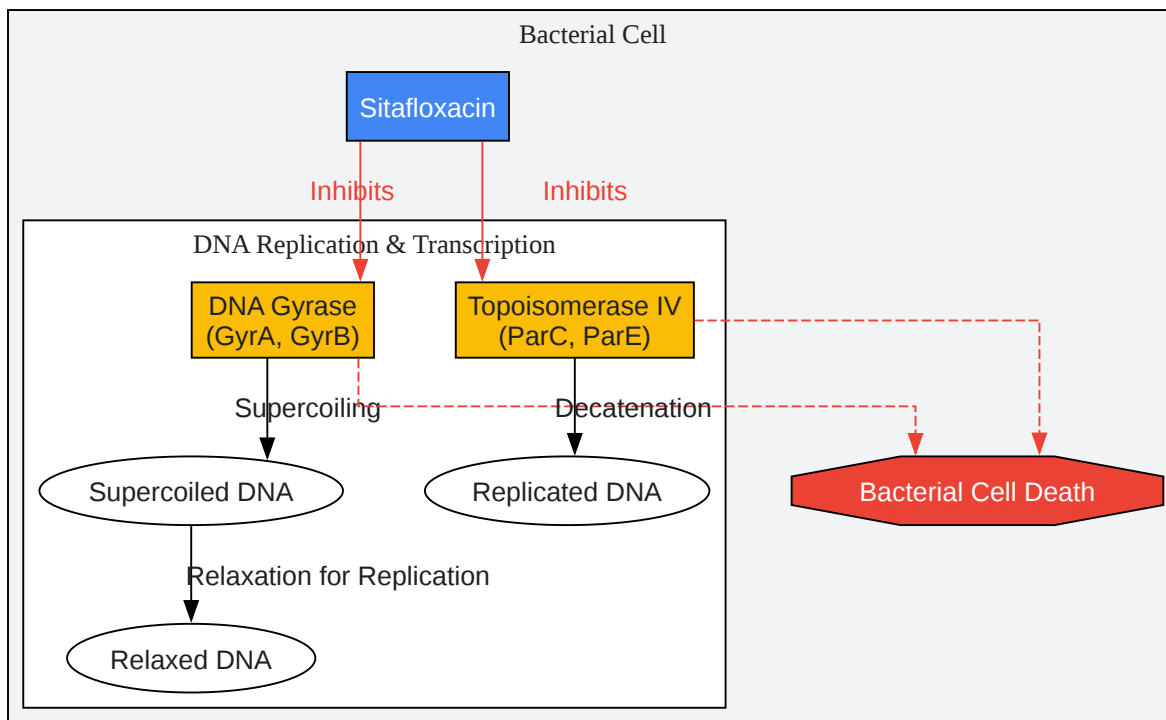 Bacterial Cell
Sitafloxacin
Inhibits
Inhibits
DNA Replication & Transcription
DNA Gyrase
(GyrA, GyrB)
Topoisomerase IV
(ParC, ParE)
Supercoiling
Decatenation
Supercoiled DNA
Replicated DNA
Bacterial Cell Death
Relaxation for Replication
Relaxed DNA